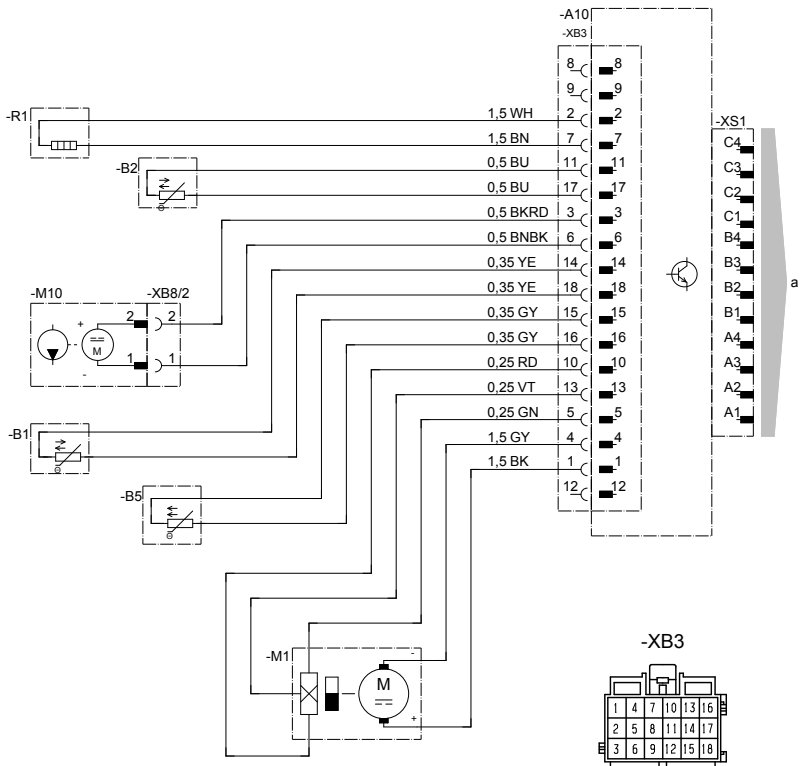 -A10
-XB3
8 8
9 9
-R1 1,5 WH 2 2 -XS1
1,5 BN 7 7 C4
-B2 0,5 BU 11 11 C3
0,5 BU 17 17 C2
0,5 BKRD 3 3 C1
0,5 BNBK 6 6 B4
0,35 YE 14 14 B3
-M10 -XB8/2 0,35 YE 18 18 B2 a
2 2 0,35 GY 15 15 B1
+ M -
1 1 0,35 GY 16 16 A4
0,25 RD 10 10 A3
0,25 VT 13 13 A2
-B1 0,25 GN 5 5 A1
1,5 GY 4 4
1,5 BK 1 1
-B5 12 12
Θ
Θ
Θ
-XB3
-M1 -
M
+
1 4 7 10 13 16
2 5 8 11 14 17
3 6 9 12 15 18